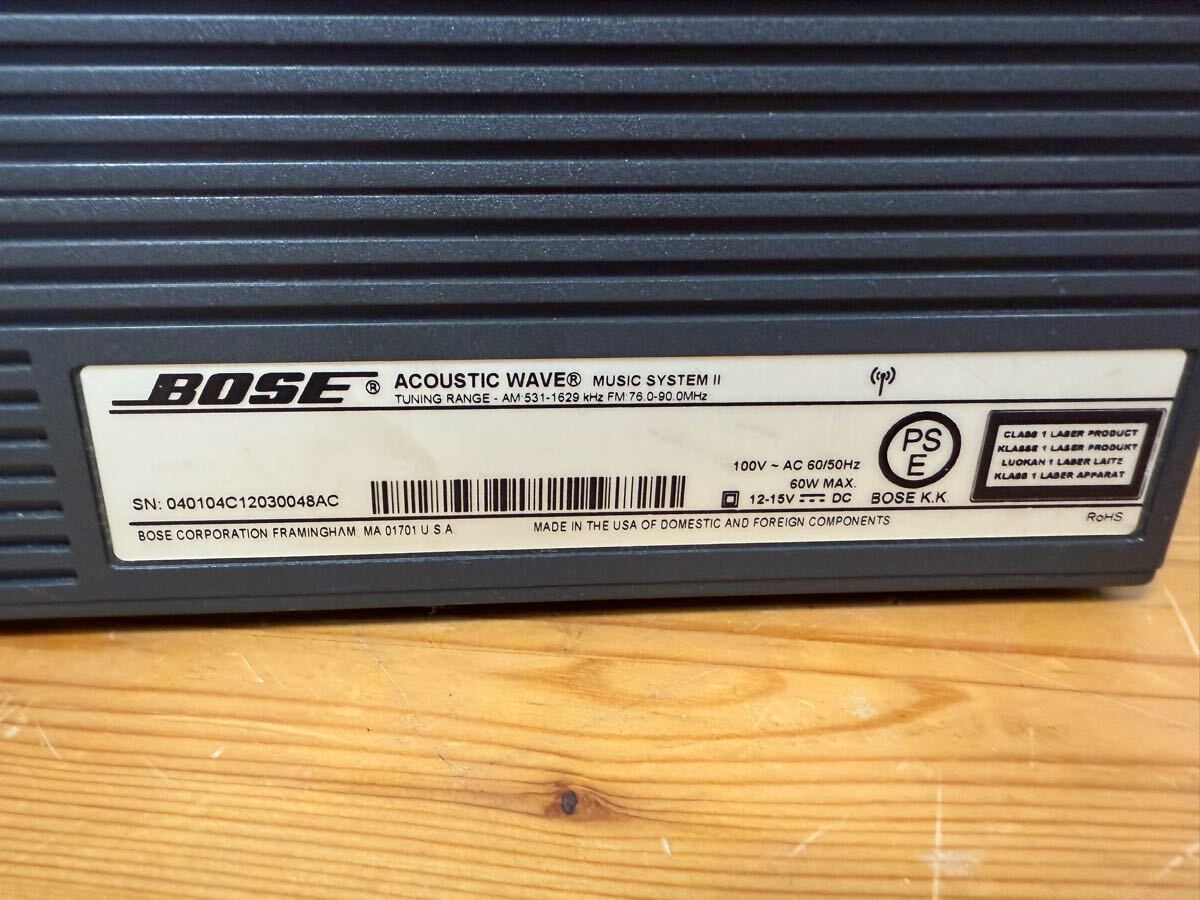 BOSE® ACOUSTIC WAVE® MUSIC SYSTEM II
TUNING RANGE - AM:531-1629 kHz FM:76.0-90.0MHz
PS
E
BOSE K.K.
CLASS 1 LASER PRODUCT
KLASSE 1 LASER PRODUKT
LUOKAN 1 LASER LAITE
KLASS 1 LASER APPARAT
100V ~ AC 60/50Hz
60W MAX.
12-15V DC
SN: 040104C12030048AC
BOSE CORPORATION FRAMINGHAM, MA 01701 U S A
MADE IN THE USA OF DOMESTIC AND FOREIGN COMPONENTS
RoHS